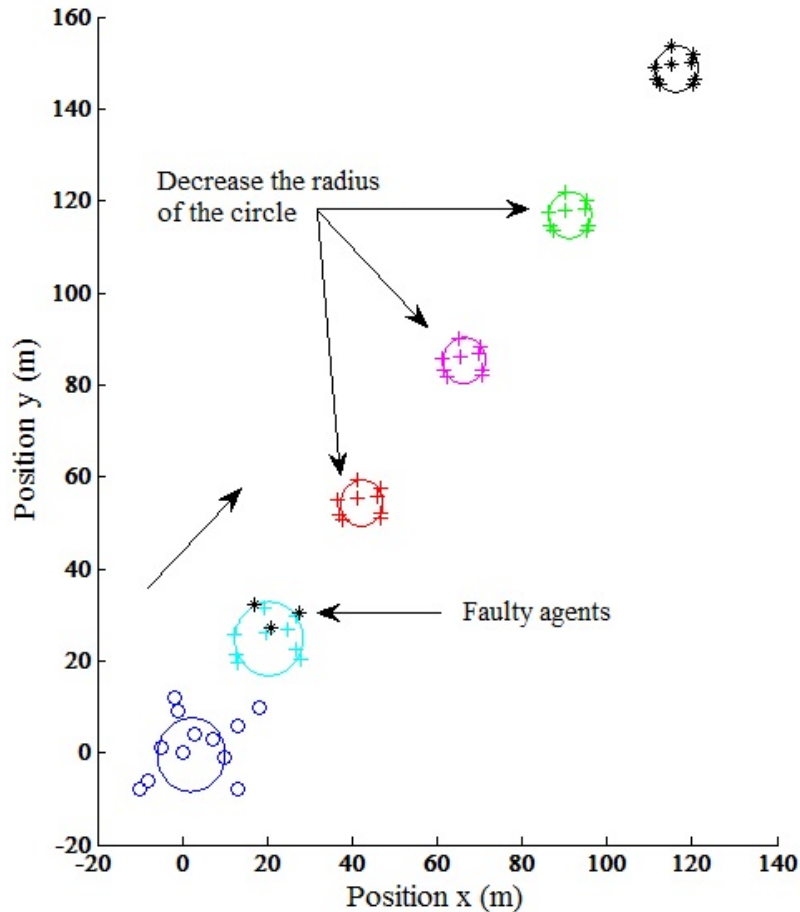 160
140
120
100
80
60
40
20
0
-20
Position y (m)
Decrease the radius
of the circle
Faulty agents
-20 0 20 40 60 80 100 120 140
Position x (m)